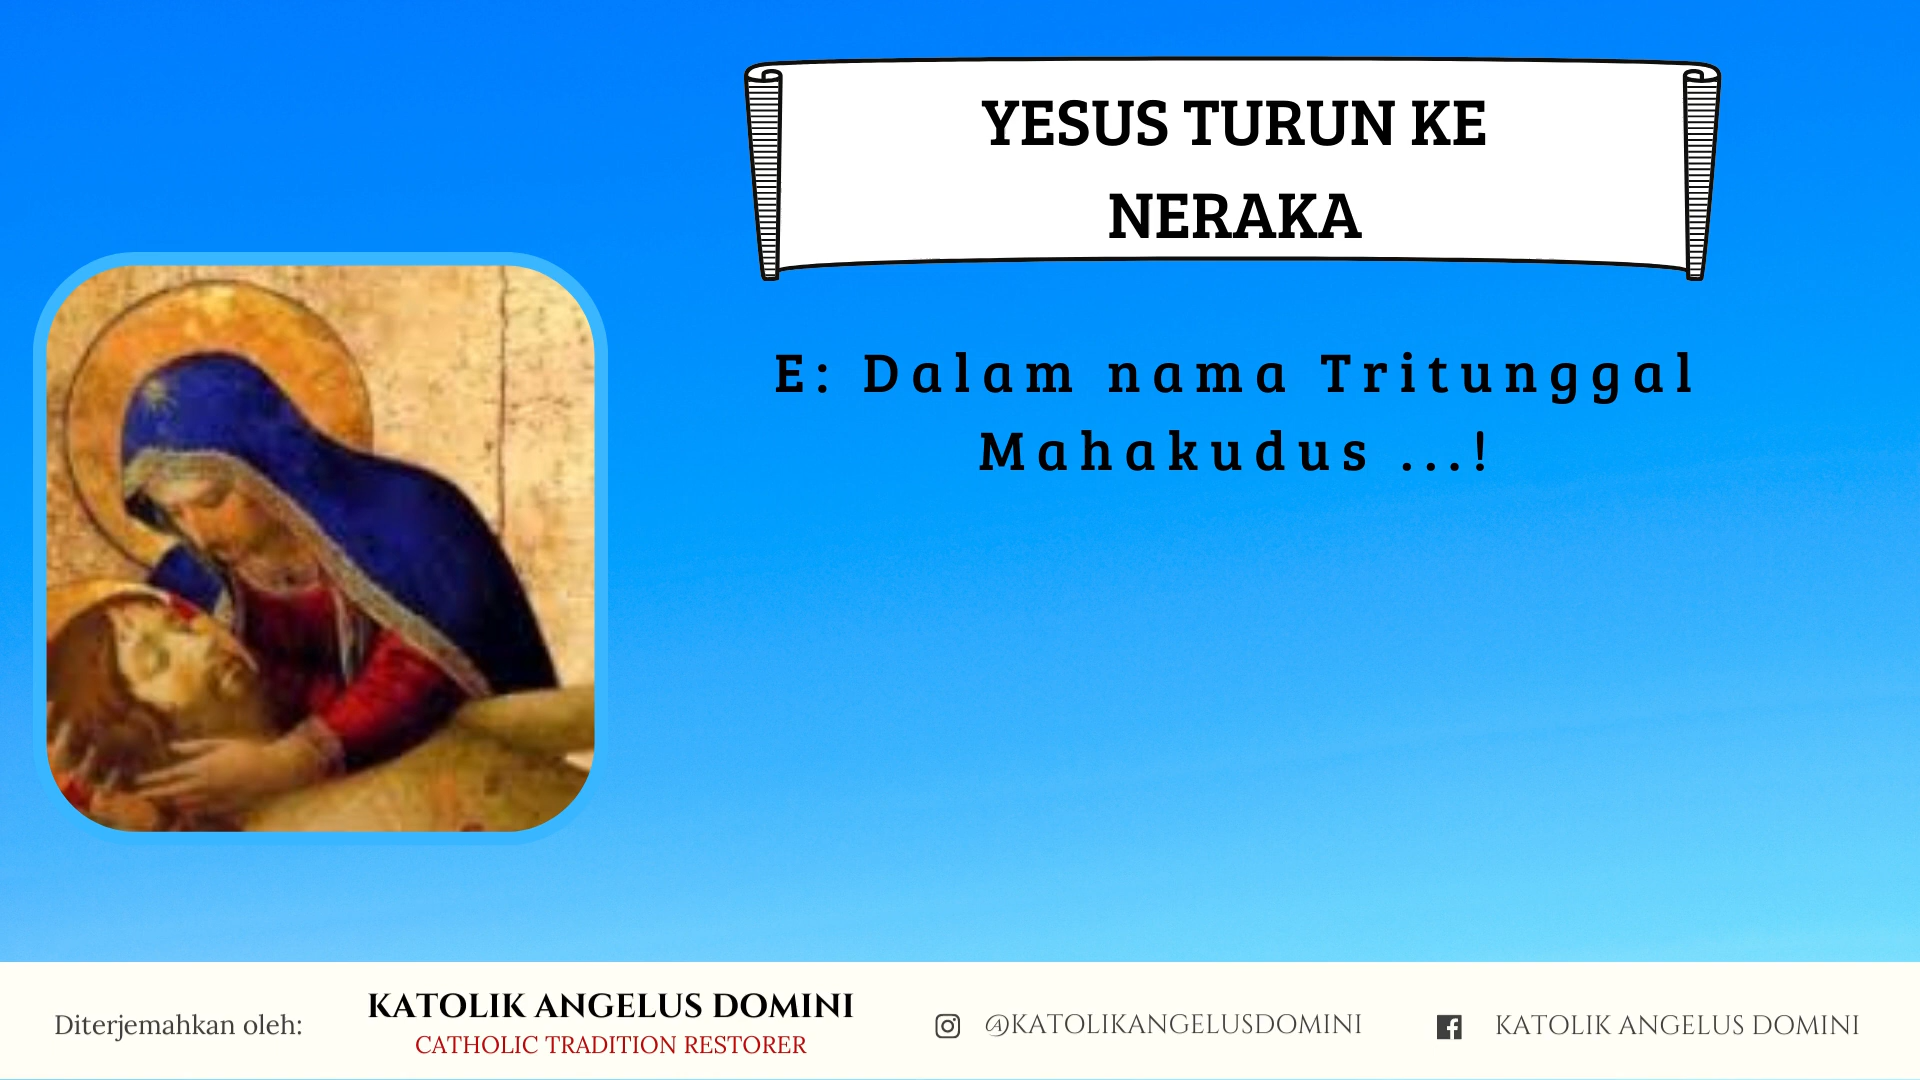 YESUS TURUN KE
NERAKA
E: Dalam nama Tritunggal
Mahakudus ...!
Diterjemahkan oleh:
KATOLIK ANGELUS DOMINI
CATHOLIC TRADITION RESTORER
@KATOLIKANGELUSDOMINI
KATOLIK ANGELUS DOMINI